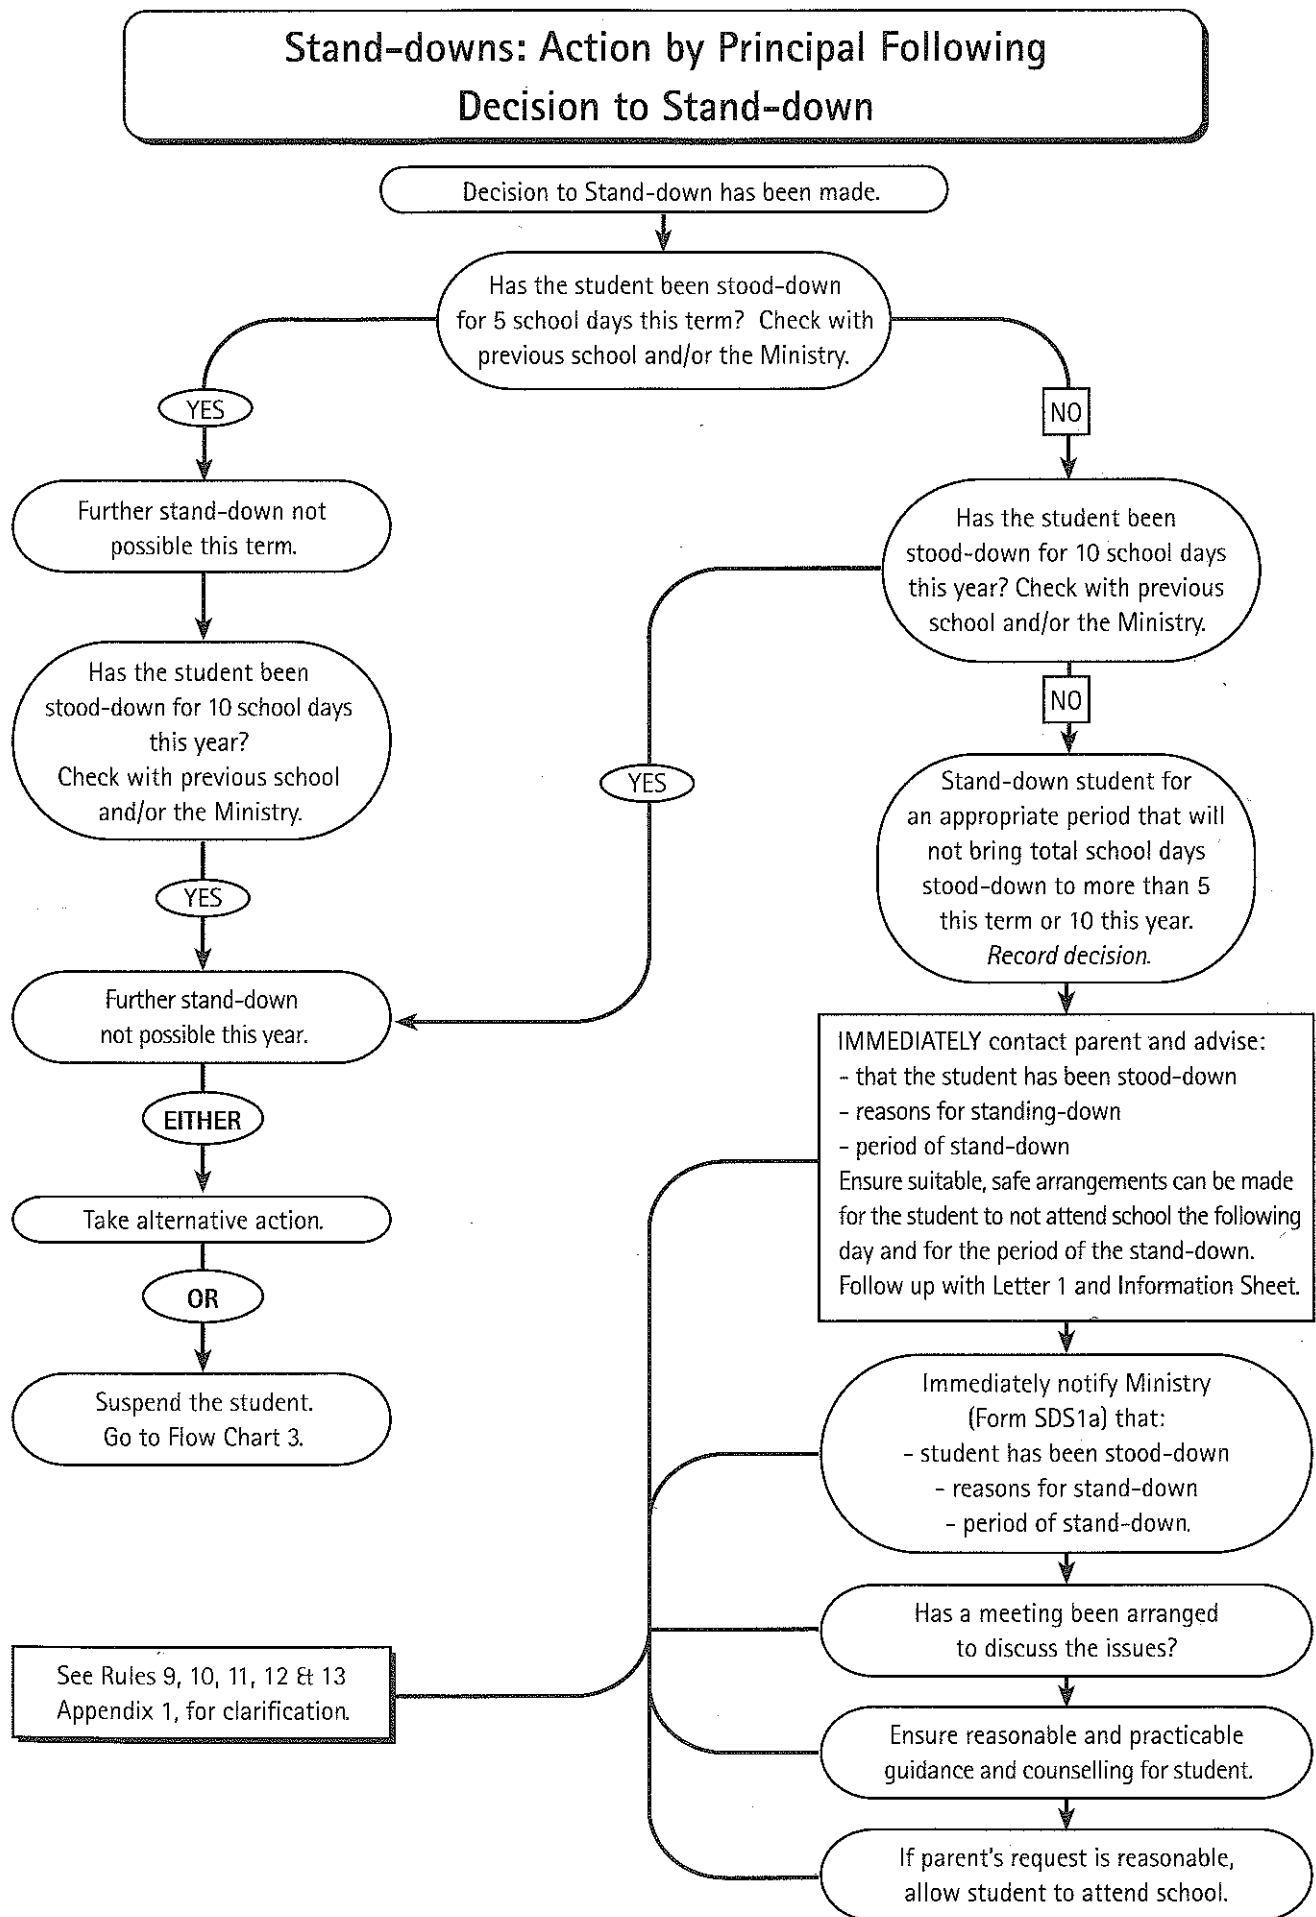 Stand-downs: Action by Principal Following
Decision to Stand-down
Decision to Stand-down has been made.
Has the student been stood-down
for 5 school days this term? Check with
previous school and/or the Ministry.
YES
NO
Further stand-down not
possible this term.
Has the student been
stood-down for 10 school days
this year? Check with previous
school and/or the Ministry.
Has the student been
stood-down for 10 school days
this year?
Check with previous school
and/or the Ministry.
NO
YES
Stand-down student for
an appropriate period that will
not bring total school days
stood-down to more than 5
this term or 10 this year.
Record decision.
YES
Further stand-down
not possible this year.
IMMEDIATELY contact parent and advise:
- that the student has been stood-down
- reasons for standing-down
- period of stand-down
Ensure suitable, safe arrangements can be made
for the student to not attend school the following
day and for the period of the stand-down.
Follow up with Letter 1 and Information Sheet.
EITHER
Take alternative action.
OR
Suspend the student.
Go to Flow Chart 3.
Immediately notify Ministry
(Form SDS1a) that:
- student has been stood-down
- reasons for stand-down
- period of stand-down.
Has a meeting been arranged
to discuss the issues?
See Rules 9, 10, 11, 12 & 13
Appendix 1, for clarification.
Ensure reasonable and practicable
guidance and counselling for student.
If parent's request is reasonable,
allow student to attend school.